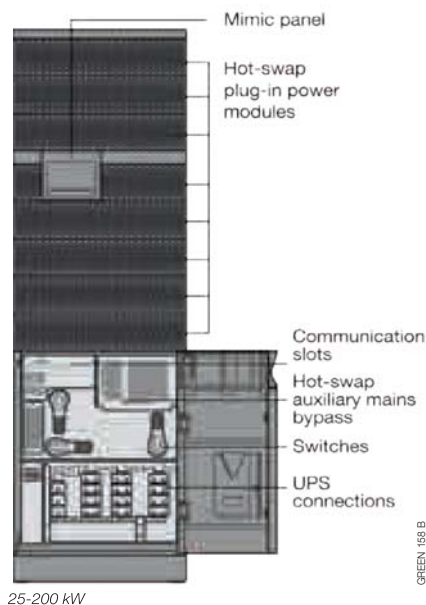 Mimic panel
Hot-swap
plug-in power
modules
Communication
slots
Hot-swap
auxiliary mains
bypass
Switches
UPS
connections
GREEN 158 B
25-200 kW